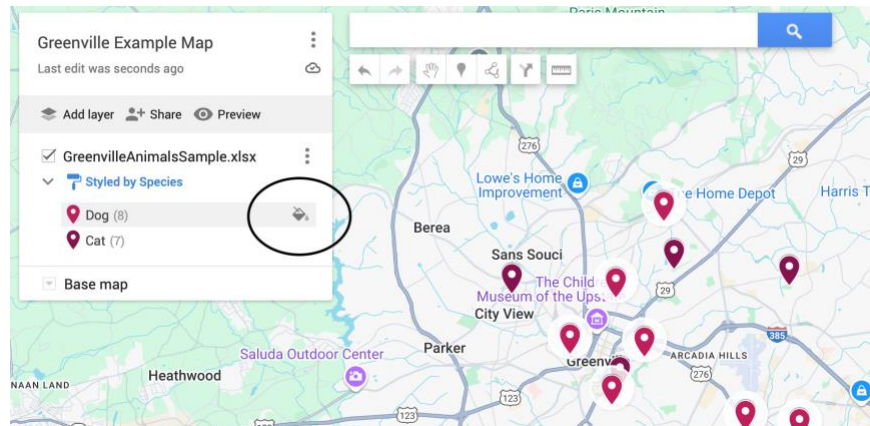 Greenville Example Map
Last edit was seconds ago
Add layer Share Preview
GreenvilleAnimalsSample.xlsx
Styled by Species
Dog (8)
Cat (7)
Base map
Paris Mountain
276
29
Lowe's Home
Improvement
Home Depot
Harris T
Berea
Sans Souci
The Child
Museum of the Ups
29
City View
385
Parker
Greenv
ARCADIA HILLS
276
Saluda Outdoor
Center
Heathwood
NAAN LAND
123
123